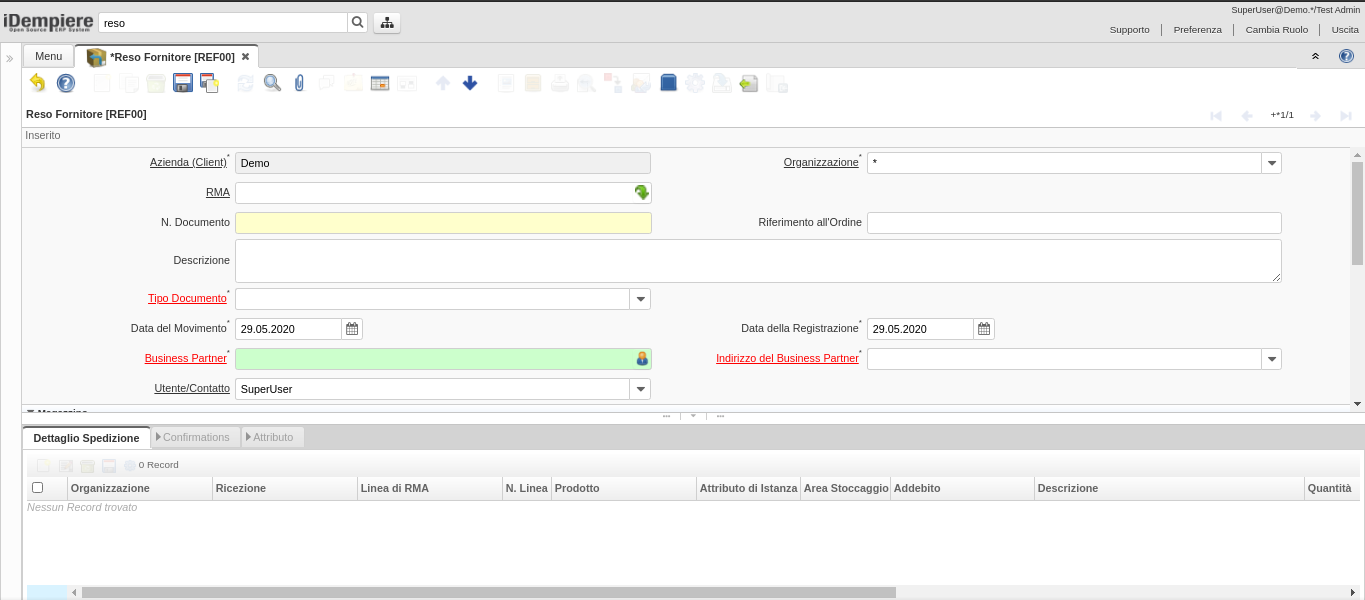 SuperUser@Demo.*/Test Admin
iDempiere
Open Source ERP System
reso
Supporto
Preferenza
Cambia Ruolo
Uscita
Menu
*Reso Fornitore [REF00]
Reso Fornitore [REF00]
+*1/1
Inserito
Azienda (Client)* Demo
Organizzazione* *
RMA
N. Documento
Riferimento all'Ordine
Descrizione
Tipo Documento*
Data del Movimento* 29.05.2020
Data della Registrazione* 29.05.2020
Business Partner*
Indirizzo del Business Partner*
Utente/Contatto SuperUser
Dettaglio Spedizione
Confirmations
Attributo
0 Record
Organizzazione Ricezione Linea di RMA N. Linea Prodotto Attributo di Istanza Area Stoccaggio Addebito Descrizione Quantità
Nessun Record trovato